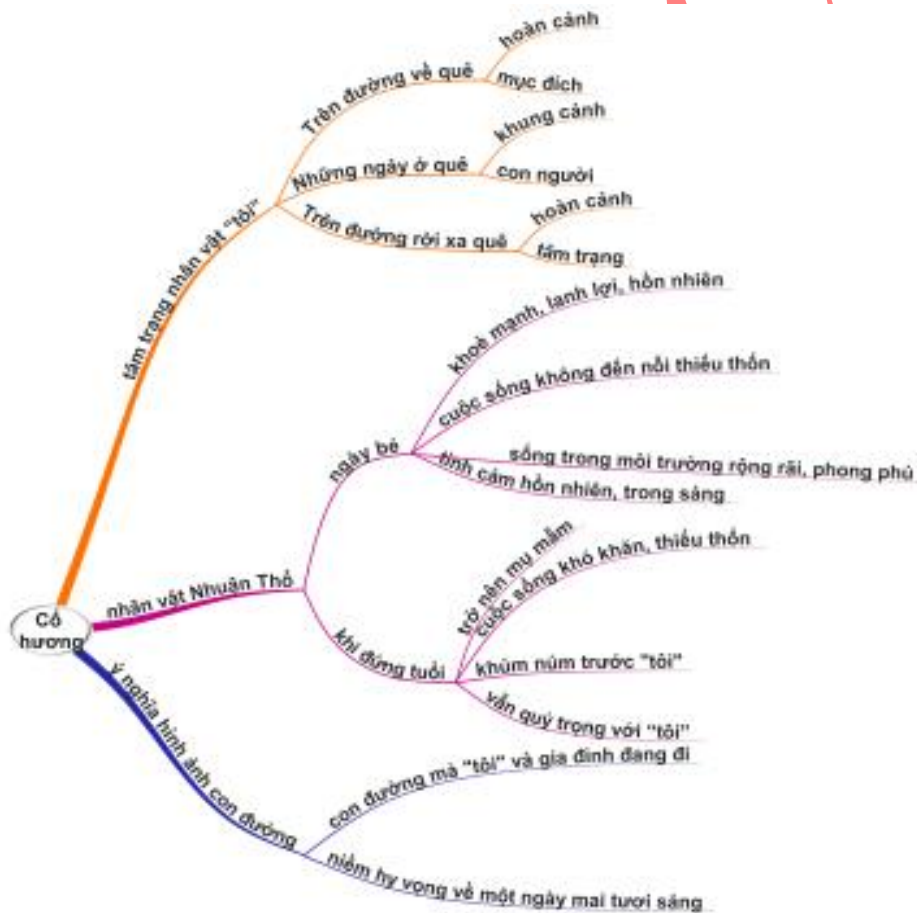 Cố
hương
tâm trạng nhân vật "tôi"
Trên đường về quê
hoàn cảnh
mục đích
Những ngày ở quê
khung cảnh
con người
Trên đường rời xa quê
hoàn cảnh
tâm trạng
nhân vật Nhuận Thổ
ngày bé
khoẻ mạnh, lanh lợi, hồn nhiên
cuộc sống không đến nỗi thiếu thốn
sống trong môi trường rộng rãi, phong phú
tình cảm hồn nhiên, trong sáng
khi đứng tuổi
trở nên mụ mẫm
cuộc sống khó khăn, thiếu thốn
khúm núm trước "tôi"
vẫn quý trọng với "tôi"
ý nghĩa hình ảnh con đường
con đường mà "tôi" và gia đình đang đi
niềm hy vọng về một ngày mai tươi sáng